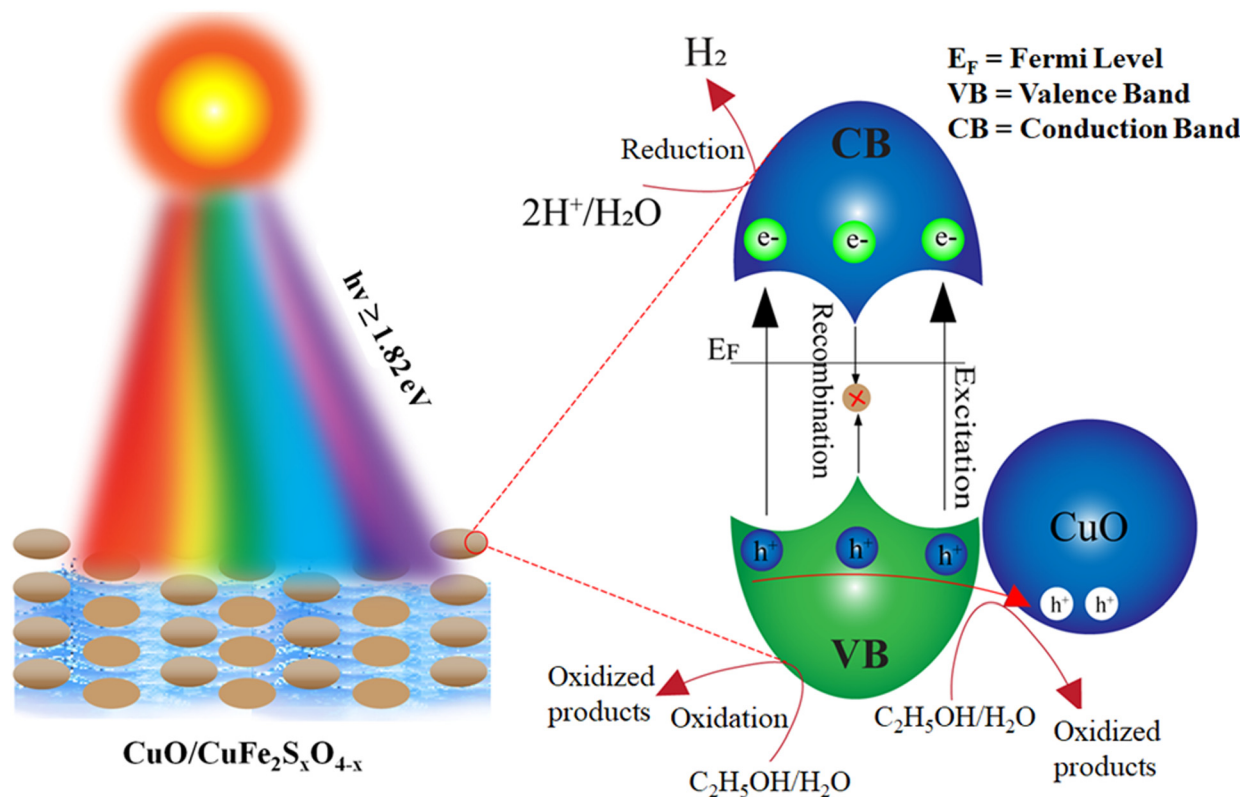 H₂
E_F = Fermi Level
VB = Valence Band
CB = Conduction Band
CB
Reduction
2H⁺/H₂O
e-
e-
e-
hν ≥ 1.82 eV
Recombination
E_F
Excitation
CuO
h⁺
h⁺
h⁺
h⁺
h⁺
VB
Oxidized
products
Oxidation
C₂H₅OH/H₂O
Oxidized
products
CuO/CuFe₂SₓO₄₋ₓ
C₂H₅OH/H₂O